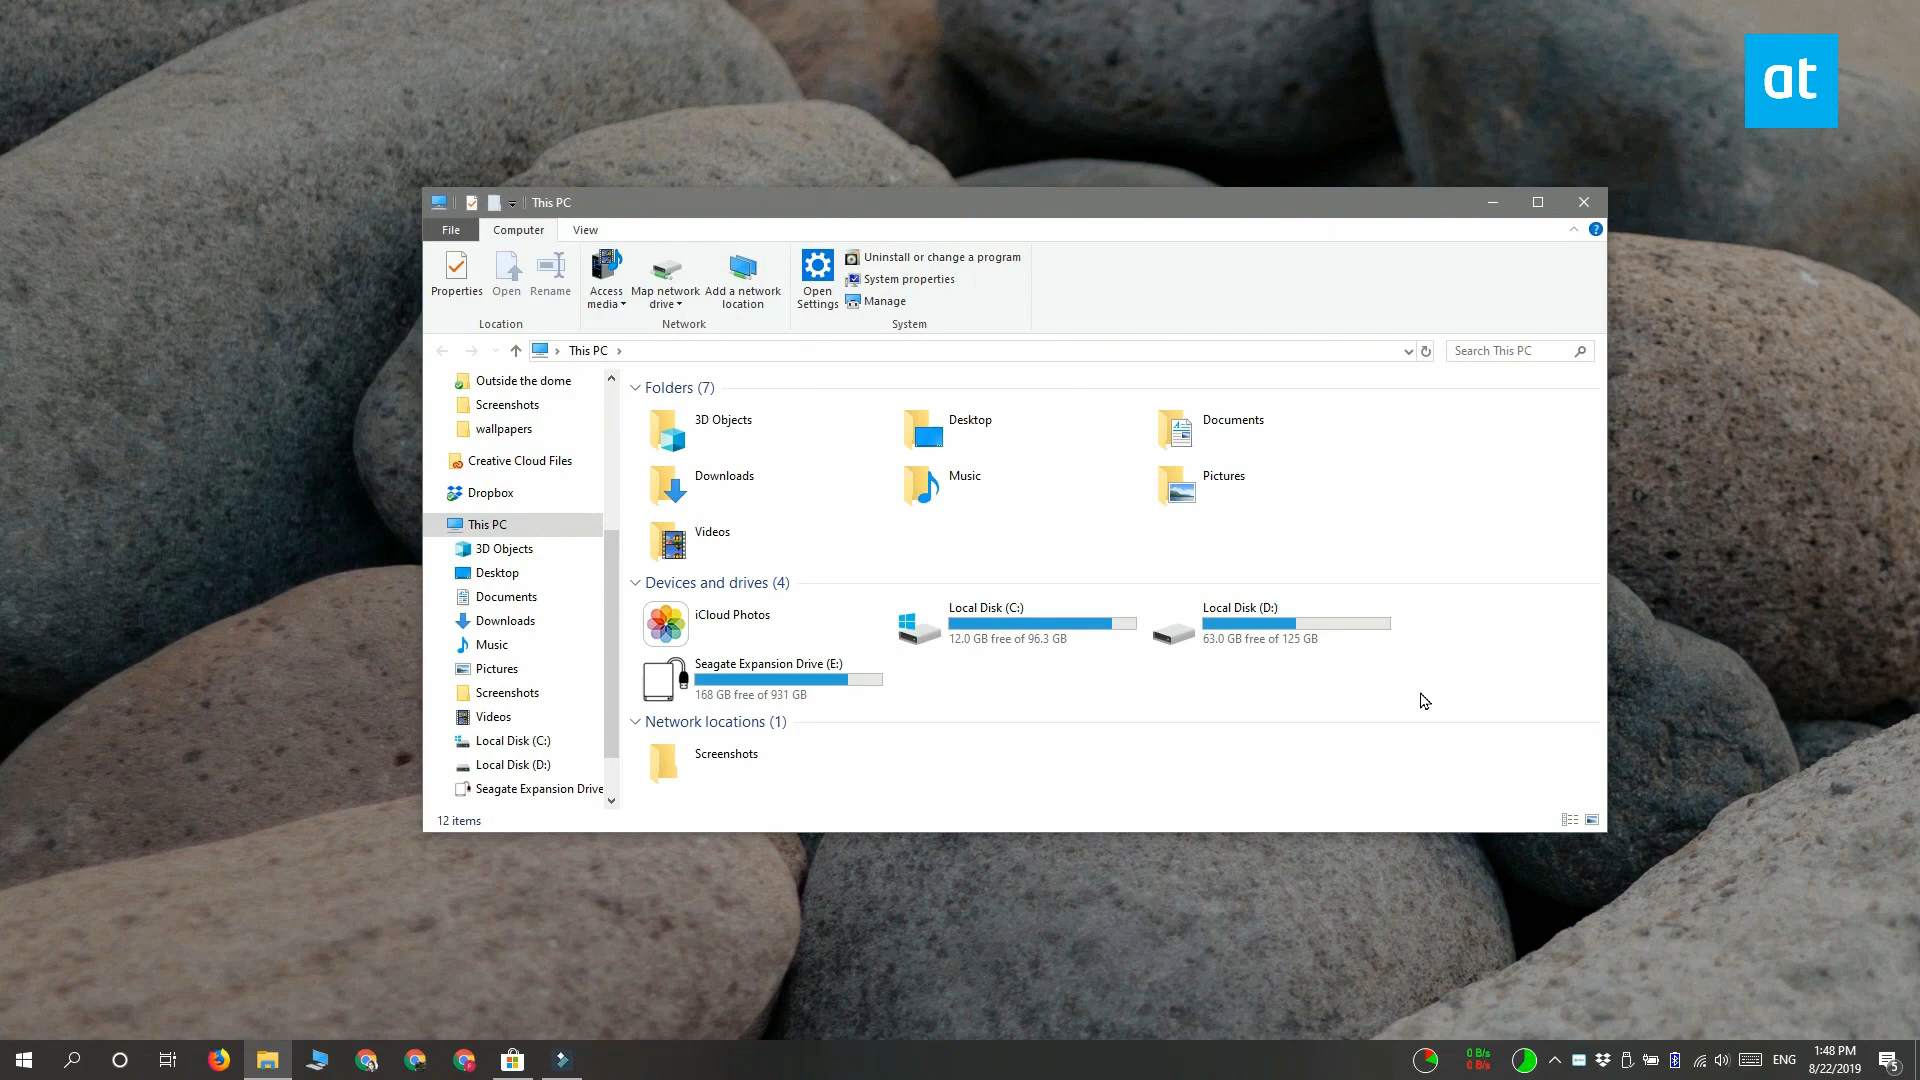 at
This PC
File
Computer
View
Properties
Open
Rename
Access media
Map network drive
Add a network location
Open Settings
Uninstall or change a program
System properties
Manage
Location
Network
System
This PC
Search This PC
Outside the dome
Screenshots
wallpapers
Creative Cloud Files
Dropbox
This PC
3D Objects
Desktop
Documents
Downloads
Music
Pictures
Screenshots
Videos
Local Disk (C:)
Local Disk (D:)
Seagate Expansion Drive
Folders (7)
3D Objects
Desktop
Documents
Downloads
Music
Pictures
Videos
Devices and drives (4)
iCloud Photos
Local Disk (C:)
12.0 GB free of 96.3 GB
Local Disk (D:)
63.0 GB free of 125 GB
Seagate Expansion Drive (E:)
168 GB free of 931 GB
Network locations (1)
Screenshots
12 items
0 B/s
0 B/s
ENG
1:48 PM
8/22/2019
5